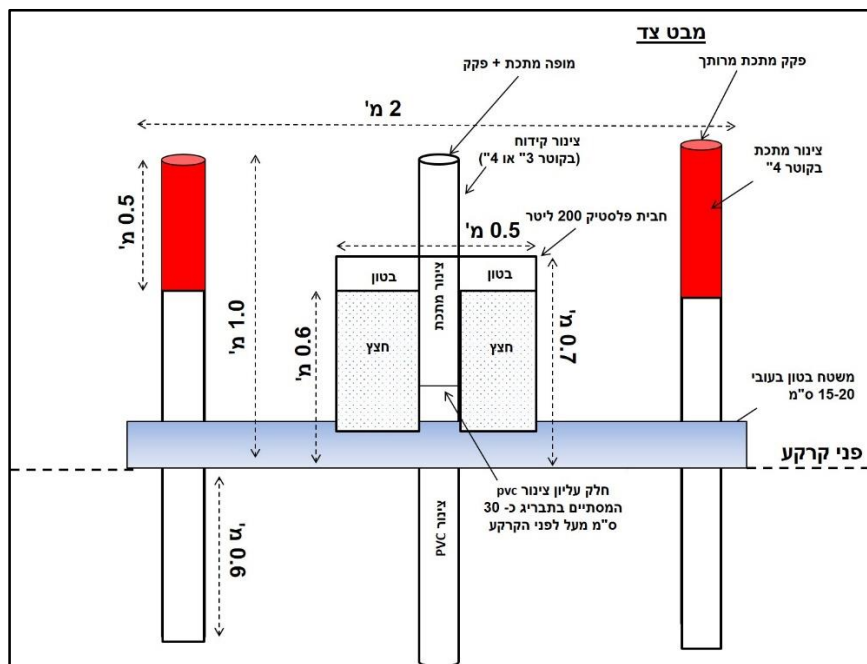 מבט צד
פקק מתכת מרותך
מופה מתכת + פקק
2 מ'
צינור קידוח
(בקוטר 3" או 4")
צינור מתכת
בקוטר 4"
חבית פלסטיק 200 ליטר
0.5 מ'
0.5 מ'
1.0 מ'
בטון
בטון
צינור מתכת
חצץ
חצץ
0.6 מ'
0.7 מ'
משטח בטון בעובי
15-20 ס"מ
פני קרקע
חלק עליון צינור pvc
המסתיים בתבריג כ- 30
ס"מ מעל לפני הקרקע
צינור PVC
0.6 מ'